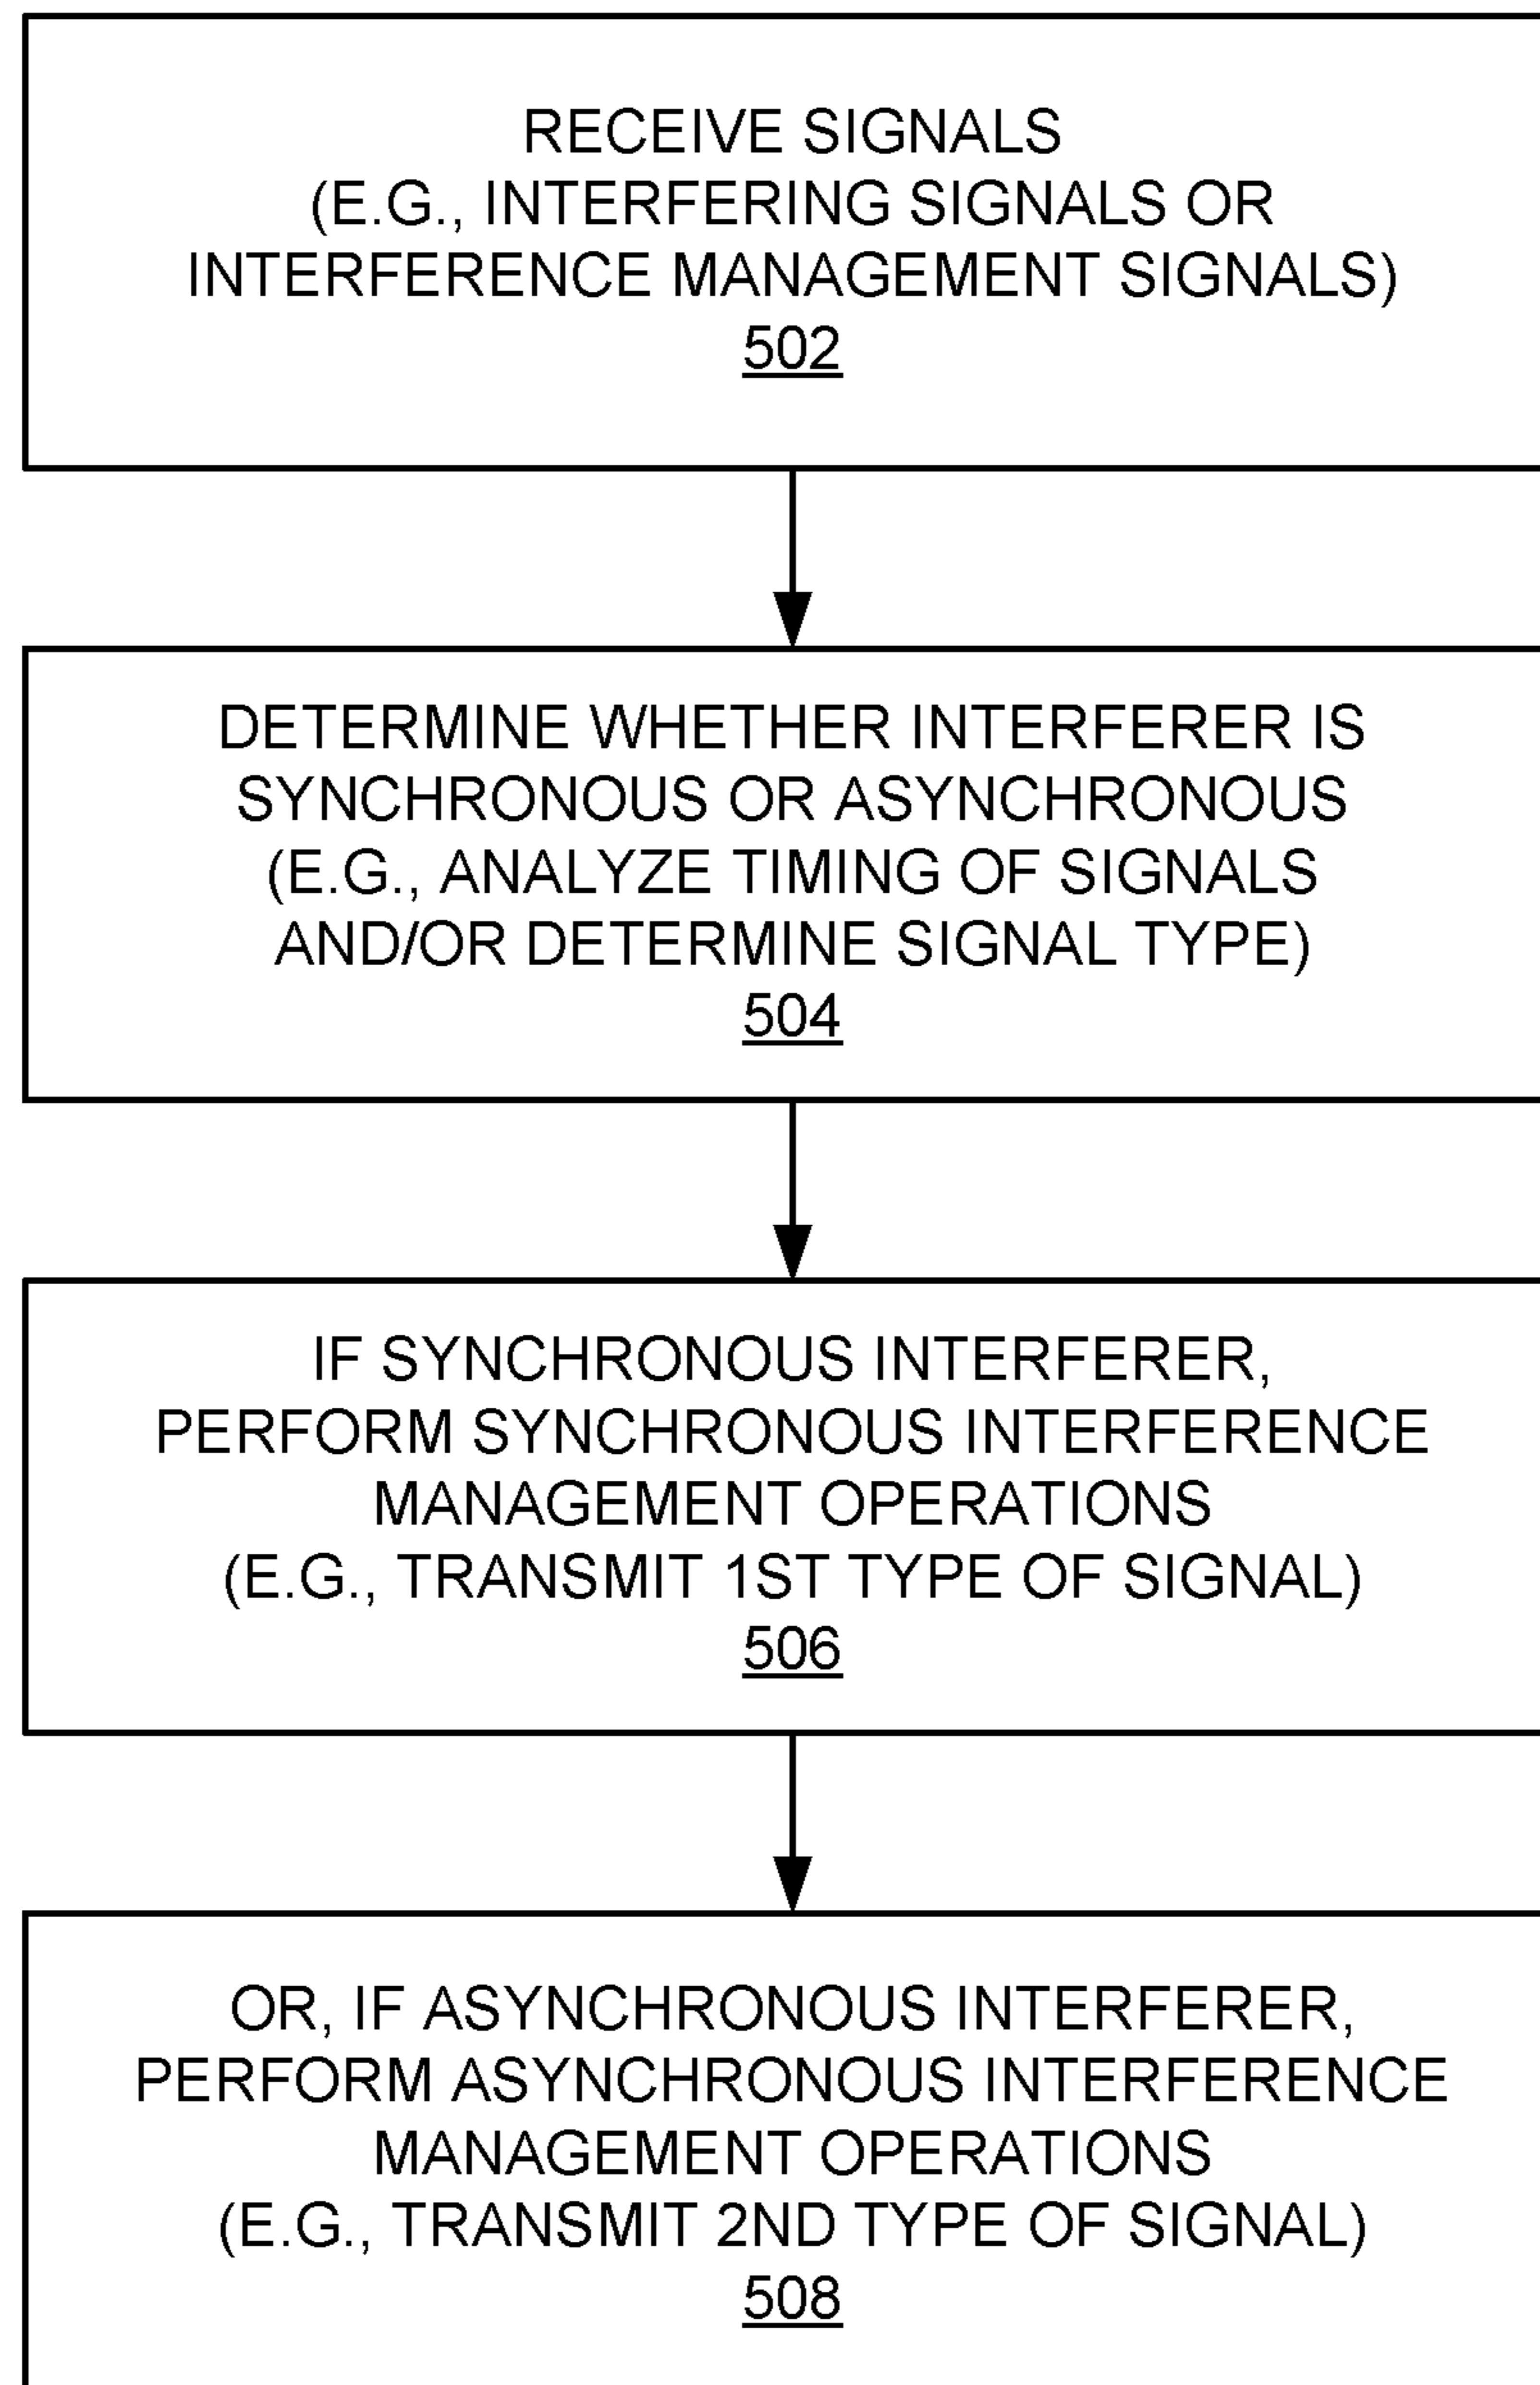 RECEIVE SIGNALS
(E.G., INTERFERING SIGNALS OR
INTERFERENCE MANAGEMENT SIGNALS)
502
DETERMINE WHETHER INTERFERER IS
SYNCHRONOUS OR ASYNCHRONOUS
(E.G., ANALYZE TIMING OF SIGNALS
AND/OR DETERMINE SIGNAL TYPE)
504
IF SYNCHRONOUS INTERFERER,
PERFORM SYNCHRONOUS INTERFERENCE
MANAGEMENT OPERATIONS
(E.G., TRANSMIT 1ST TYPE OF SIGNAL)
506
OR, IF ASYNCHRONOUS INTERFERER,
PERFORM ASYNCHRONOUS INTERFERENCE
MANAGEMENT OPERATIONS
(E.G., TRANSMIT 2ND TYPE OF SIGNAL)
508